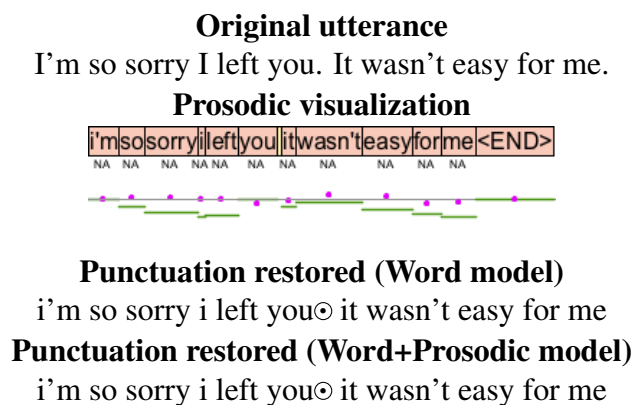 Original utterance
I'm so sorry I left you. It wasn't easy for me.
Prosodic visualization
i'm so sorry i left you it wasn't easy for me <END>
NA NA NA NA NA NA NA NA NA NA NA
Punctuation restored (Word model)
i'm so sorry i left you⊙ it wasn't easy for me
Punctuation restored (Word+Prosodic model)
i'm so sorry i left you⊙ it wasn't easy for me